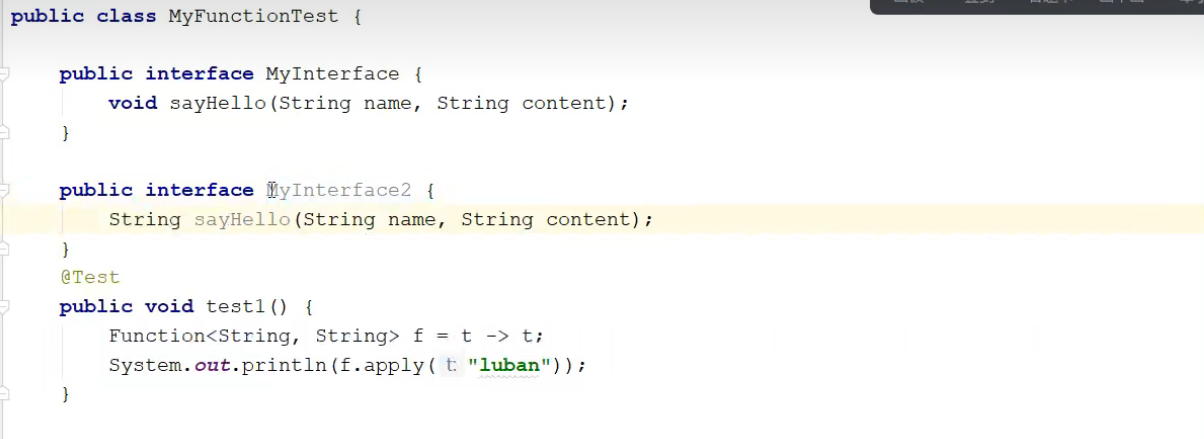 public class MyFunctionTest {
public interface MyInterface {
void sayHello(String name, String content);
}
public interface MyInterface2 {
String sayHello(String name, String content);
}
@Test
public void test1() {
Function<String, String> f = t -> t;
System.out.println(f.apply( t: "luban"));
}